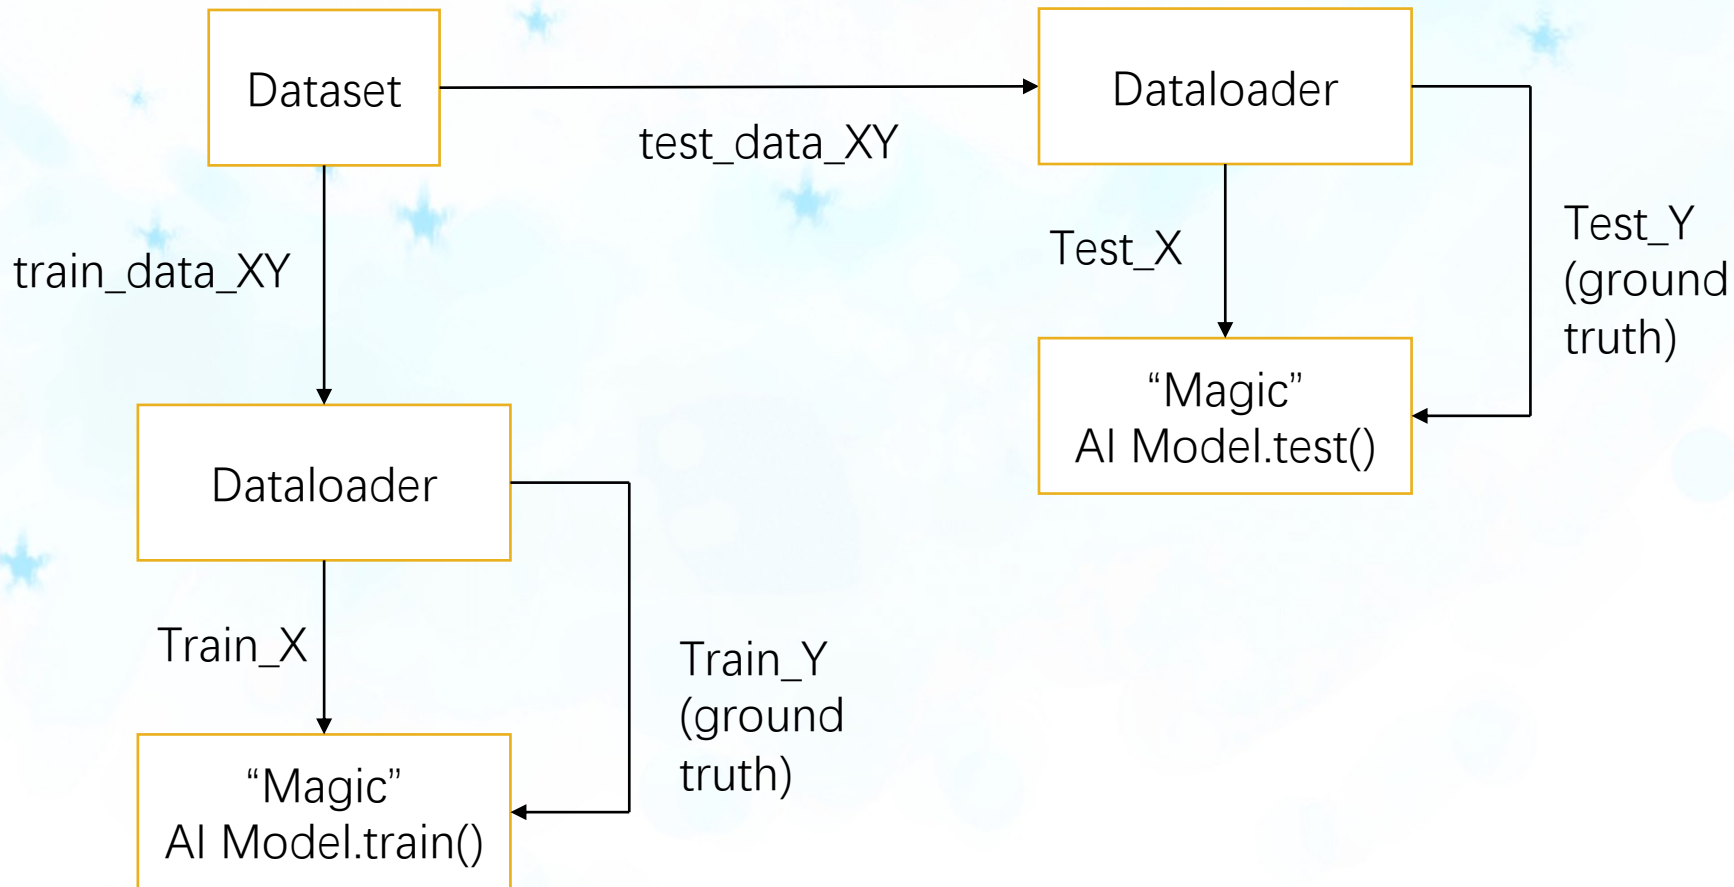 Dataset
Dataloader
test_data_XY
train_data_XY
Test_X
Test_Y
(ground
truth)
“Magic”
AI Model.test()
Dataloader
Train_X
Train_Y
(ground
truth)
“Magic”
AI Model.train()